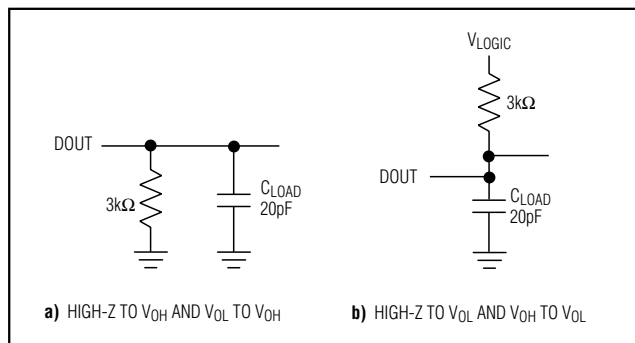 DOUT
3kΩ
CLOAD
20pF
a) HIGH-Z TO VOH AND VOL TO VOH
VLOGIC
3kΩ
DOUT
CLOAD
20pF
b) HIGH-Z TO VOL AND VOH TO VOL